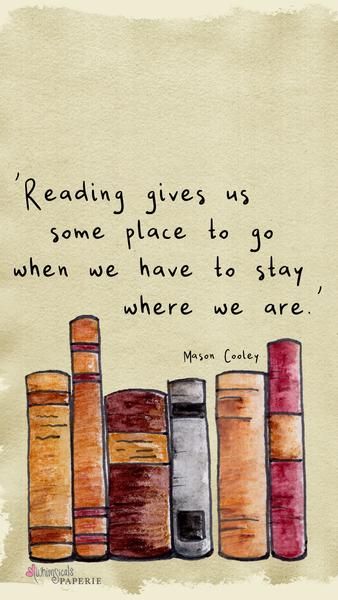 'Reading gives us
some place to go
when we have to stay
where we are.'
Mason Cooley
whimsicals
PAPERIE